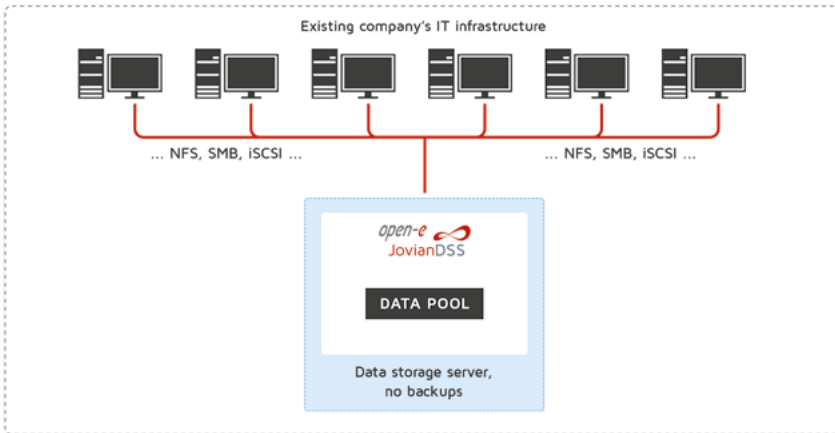 Existing company's IT infrastructure
... NFS, SMB, iSCSI ...
... NFS, SMB, iSCSI ...
open-e
JovianDSS
DATA POOL
Data storage server,
no backups